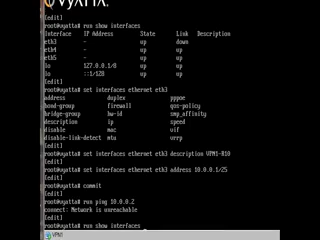 VyATTA.
[edit]
root@vyatta# run show interfaces
Interface IP Address State Link Description
eth3 - up down
eth4 - up up
eth5 - up up
lo 127.0.0.1/8 up up
lo ::1/128 up up
[edit]
root@vyatta# set interfaces ethernet eth3
address duplex pppoe
bond-group firewall qos-policy
bridge-group hw-id smp_affinity
description ip speed
disable mac vif
disable-link-detect mtu vrrp
[edit]
root@vyatta# set interfaces ethernet eth3 description VPN1-R10
[edit]
root@vyatta# set interfaces ethernet eth3 address 10.0.0.1/25
[edit]
root@vyatta# commit
[edit]
root@vyatta# run ping 10.0.0.2
connect: Network is unreachable
root@vyatta# run show interfaces
VPN1